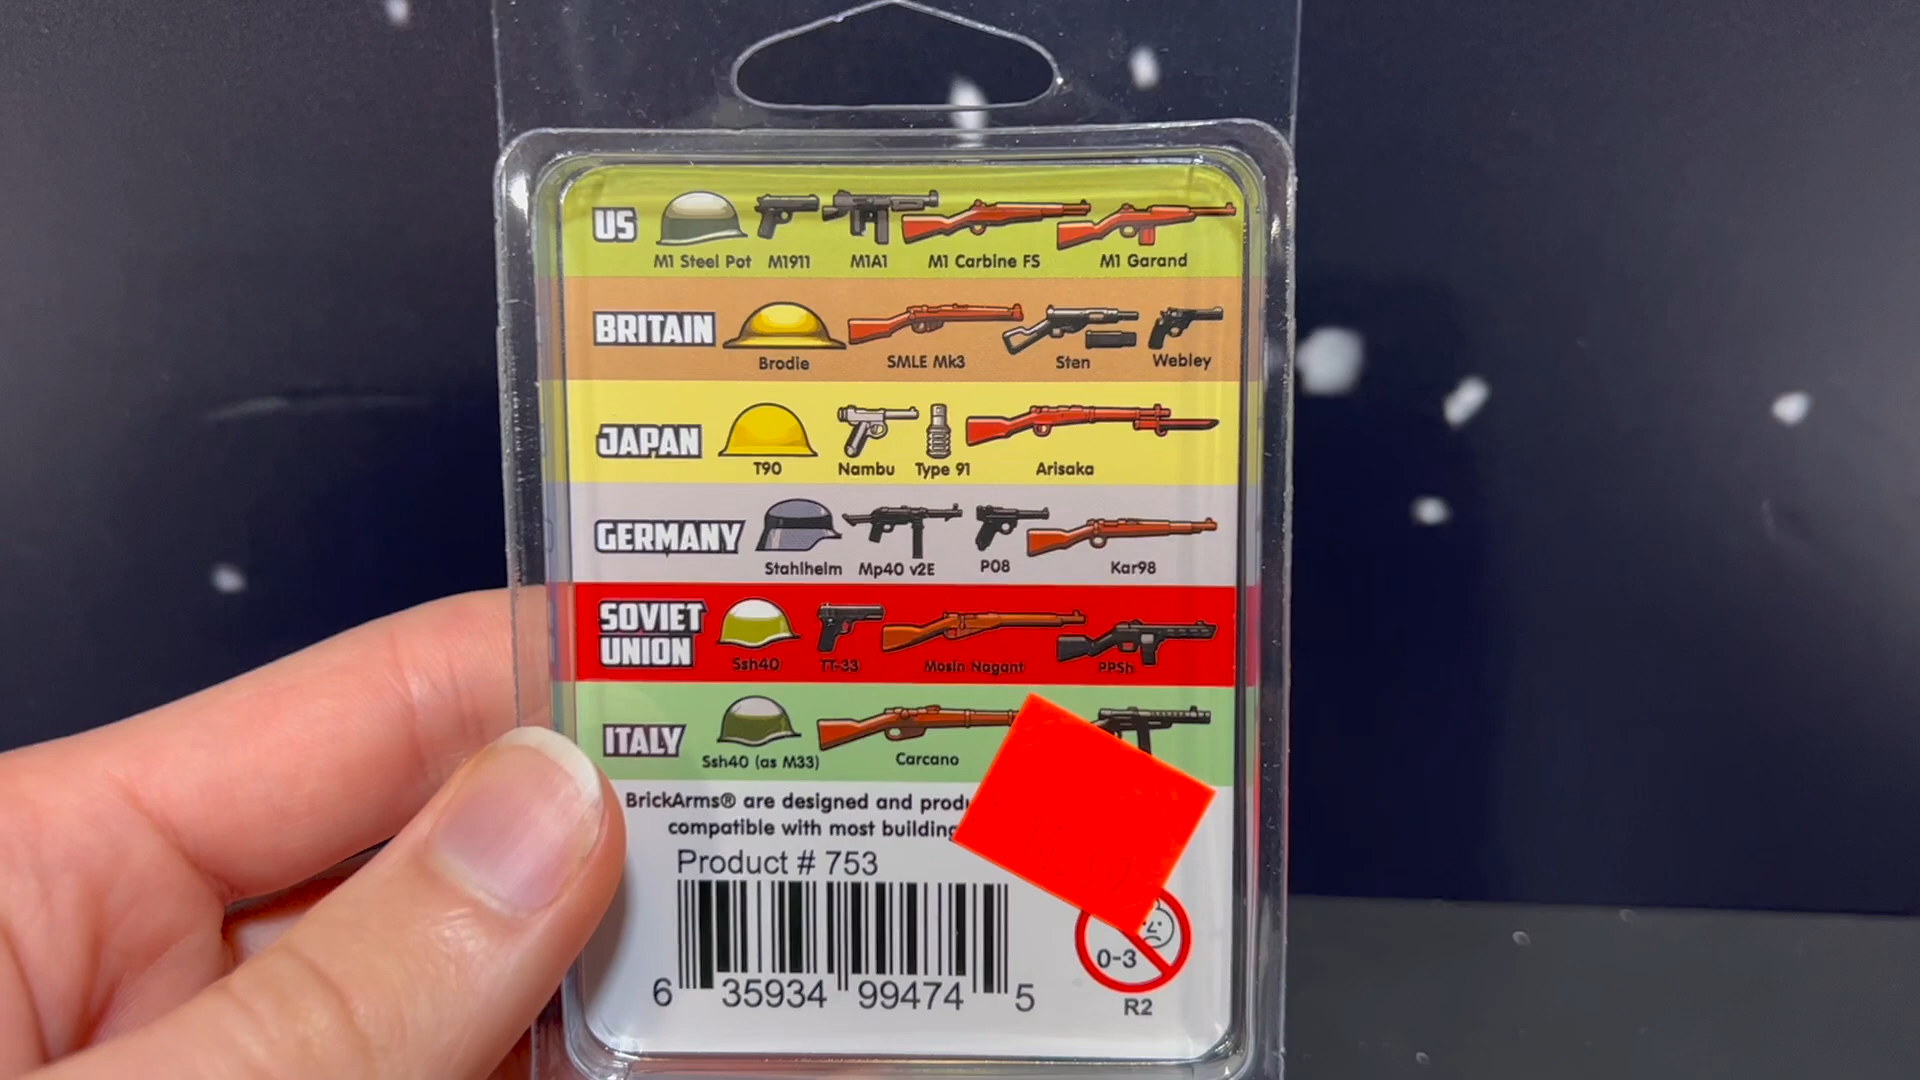 US
M1 Steel Pot M1911 M1A1 M1 Carbine FS M1 Garand
BRITAIN
Brodie SMLE Mk3 Sten Webley
JAPAN
T90 Nambu Type 91 Arisaka
GERMANY
Stahlhelm Mp40 v2E P08 Kar98
SOVIET
UNION
Ssh40 TT-33 Mosin Nagant PPSh
ITALY
Ssh40 (as M33) Carcano
BrickArms® are designed and
compatible with most building
Product # 753
6 35934 99474 5
0-3
R2